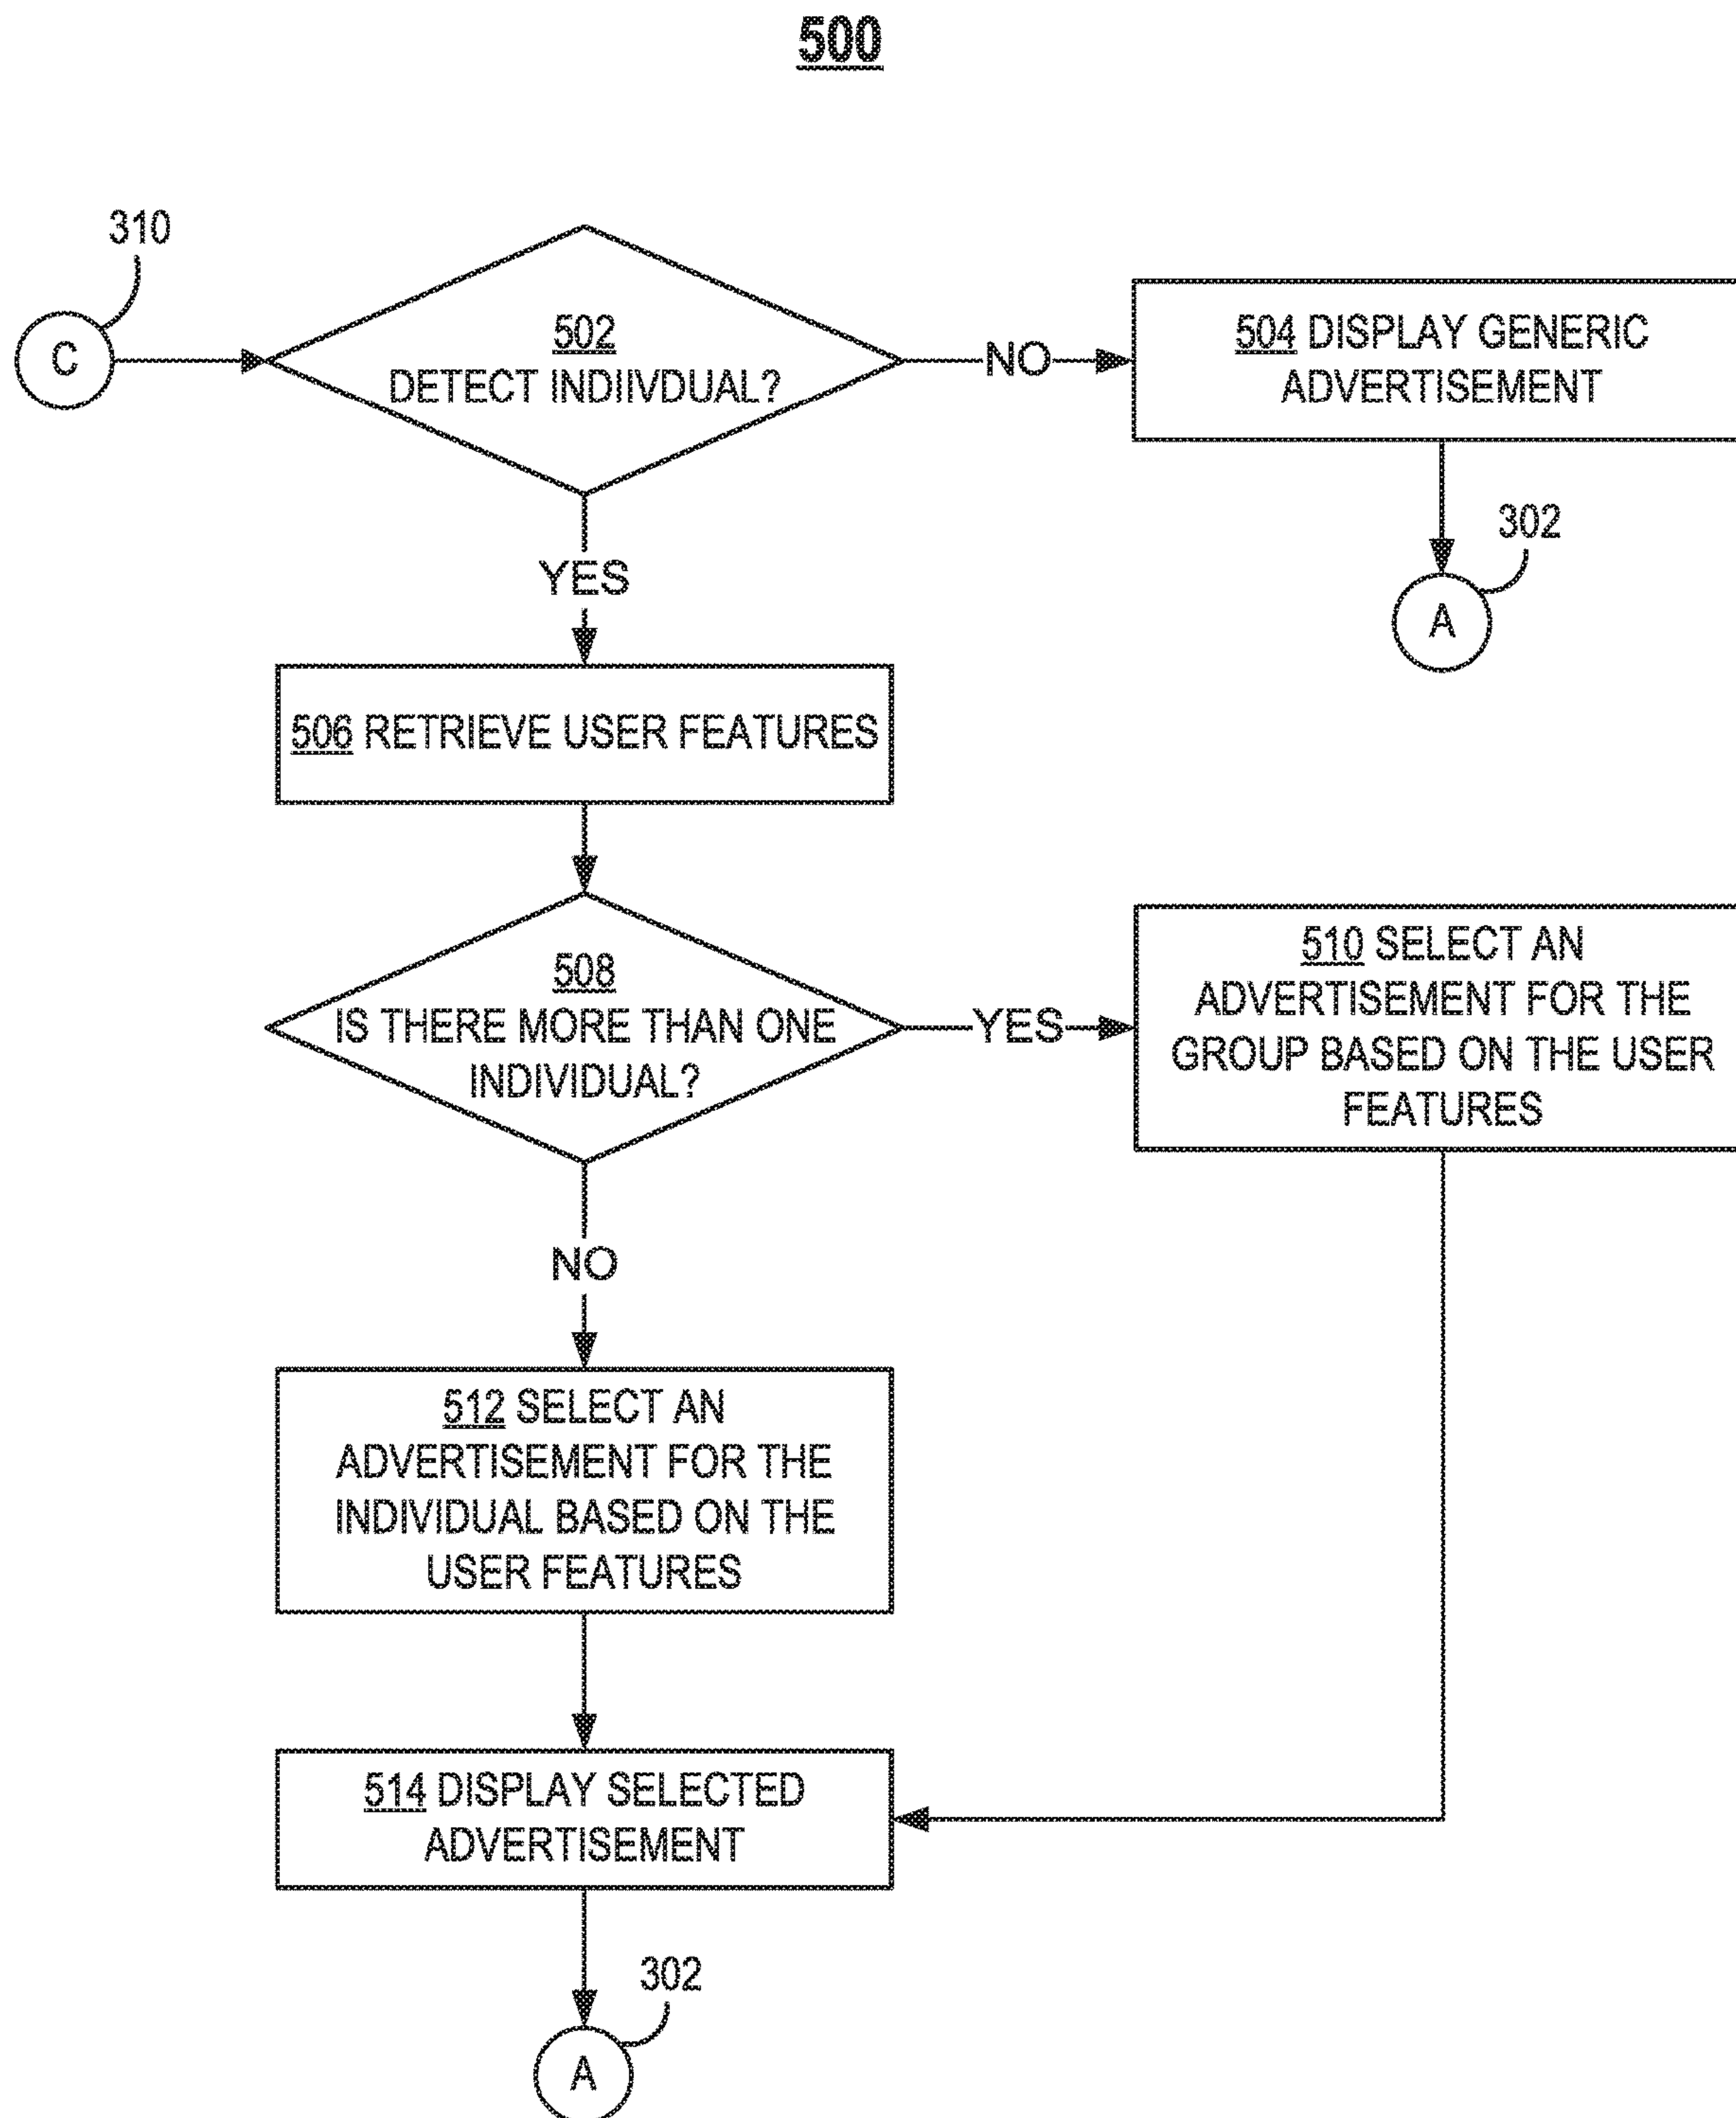 500
310
C
502
DETECT INDIIVDUAL?
NO
504 DISPLAY GENERIC
ADVERTISEMENT
302
A
YES
506 RETRIEVE USER FEATURES
508
IS THERE MORE THAN ONE
INDIVIDUAL?
YES
510 SELECT AN
ADVERTISEMENT FOR THE
GROUP BASED ON THE USER
FEATURES
NO
512 SELECT AN
ADVERTISEMENT FOR THE
INDIVIDUAL BASED ON THE
USER FEATURES
514 DISPLAY SELECTED
ADVERTISEMENT
302
A